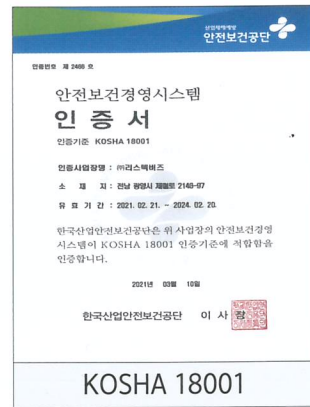 산업재해예방
안전보건공단
인증번호 제 2486 호
안전보건경영시스템
인 증 서
인증기준 KOSHA 18001
인증사업장명 : ㈜리스텍비즈
소 재 지 : 전남 광양시 제철로 2148-97
유 효 기 간 : 2021. 02. 21. ~ 2024. 02. 20.
한국산업안전보건공단은 위 사업장의 안전보건경영
시스템이 KOSHA 18001 인증기준에 적합함을
인증합니다.
2021년 03월 10일
한국산업안전보건공단 이 사 장
KOSHA 18001